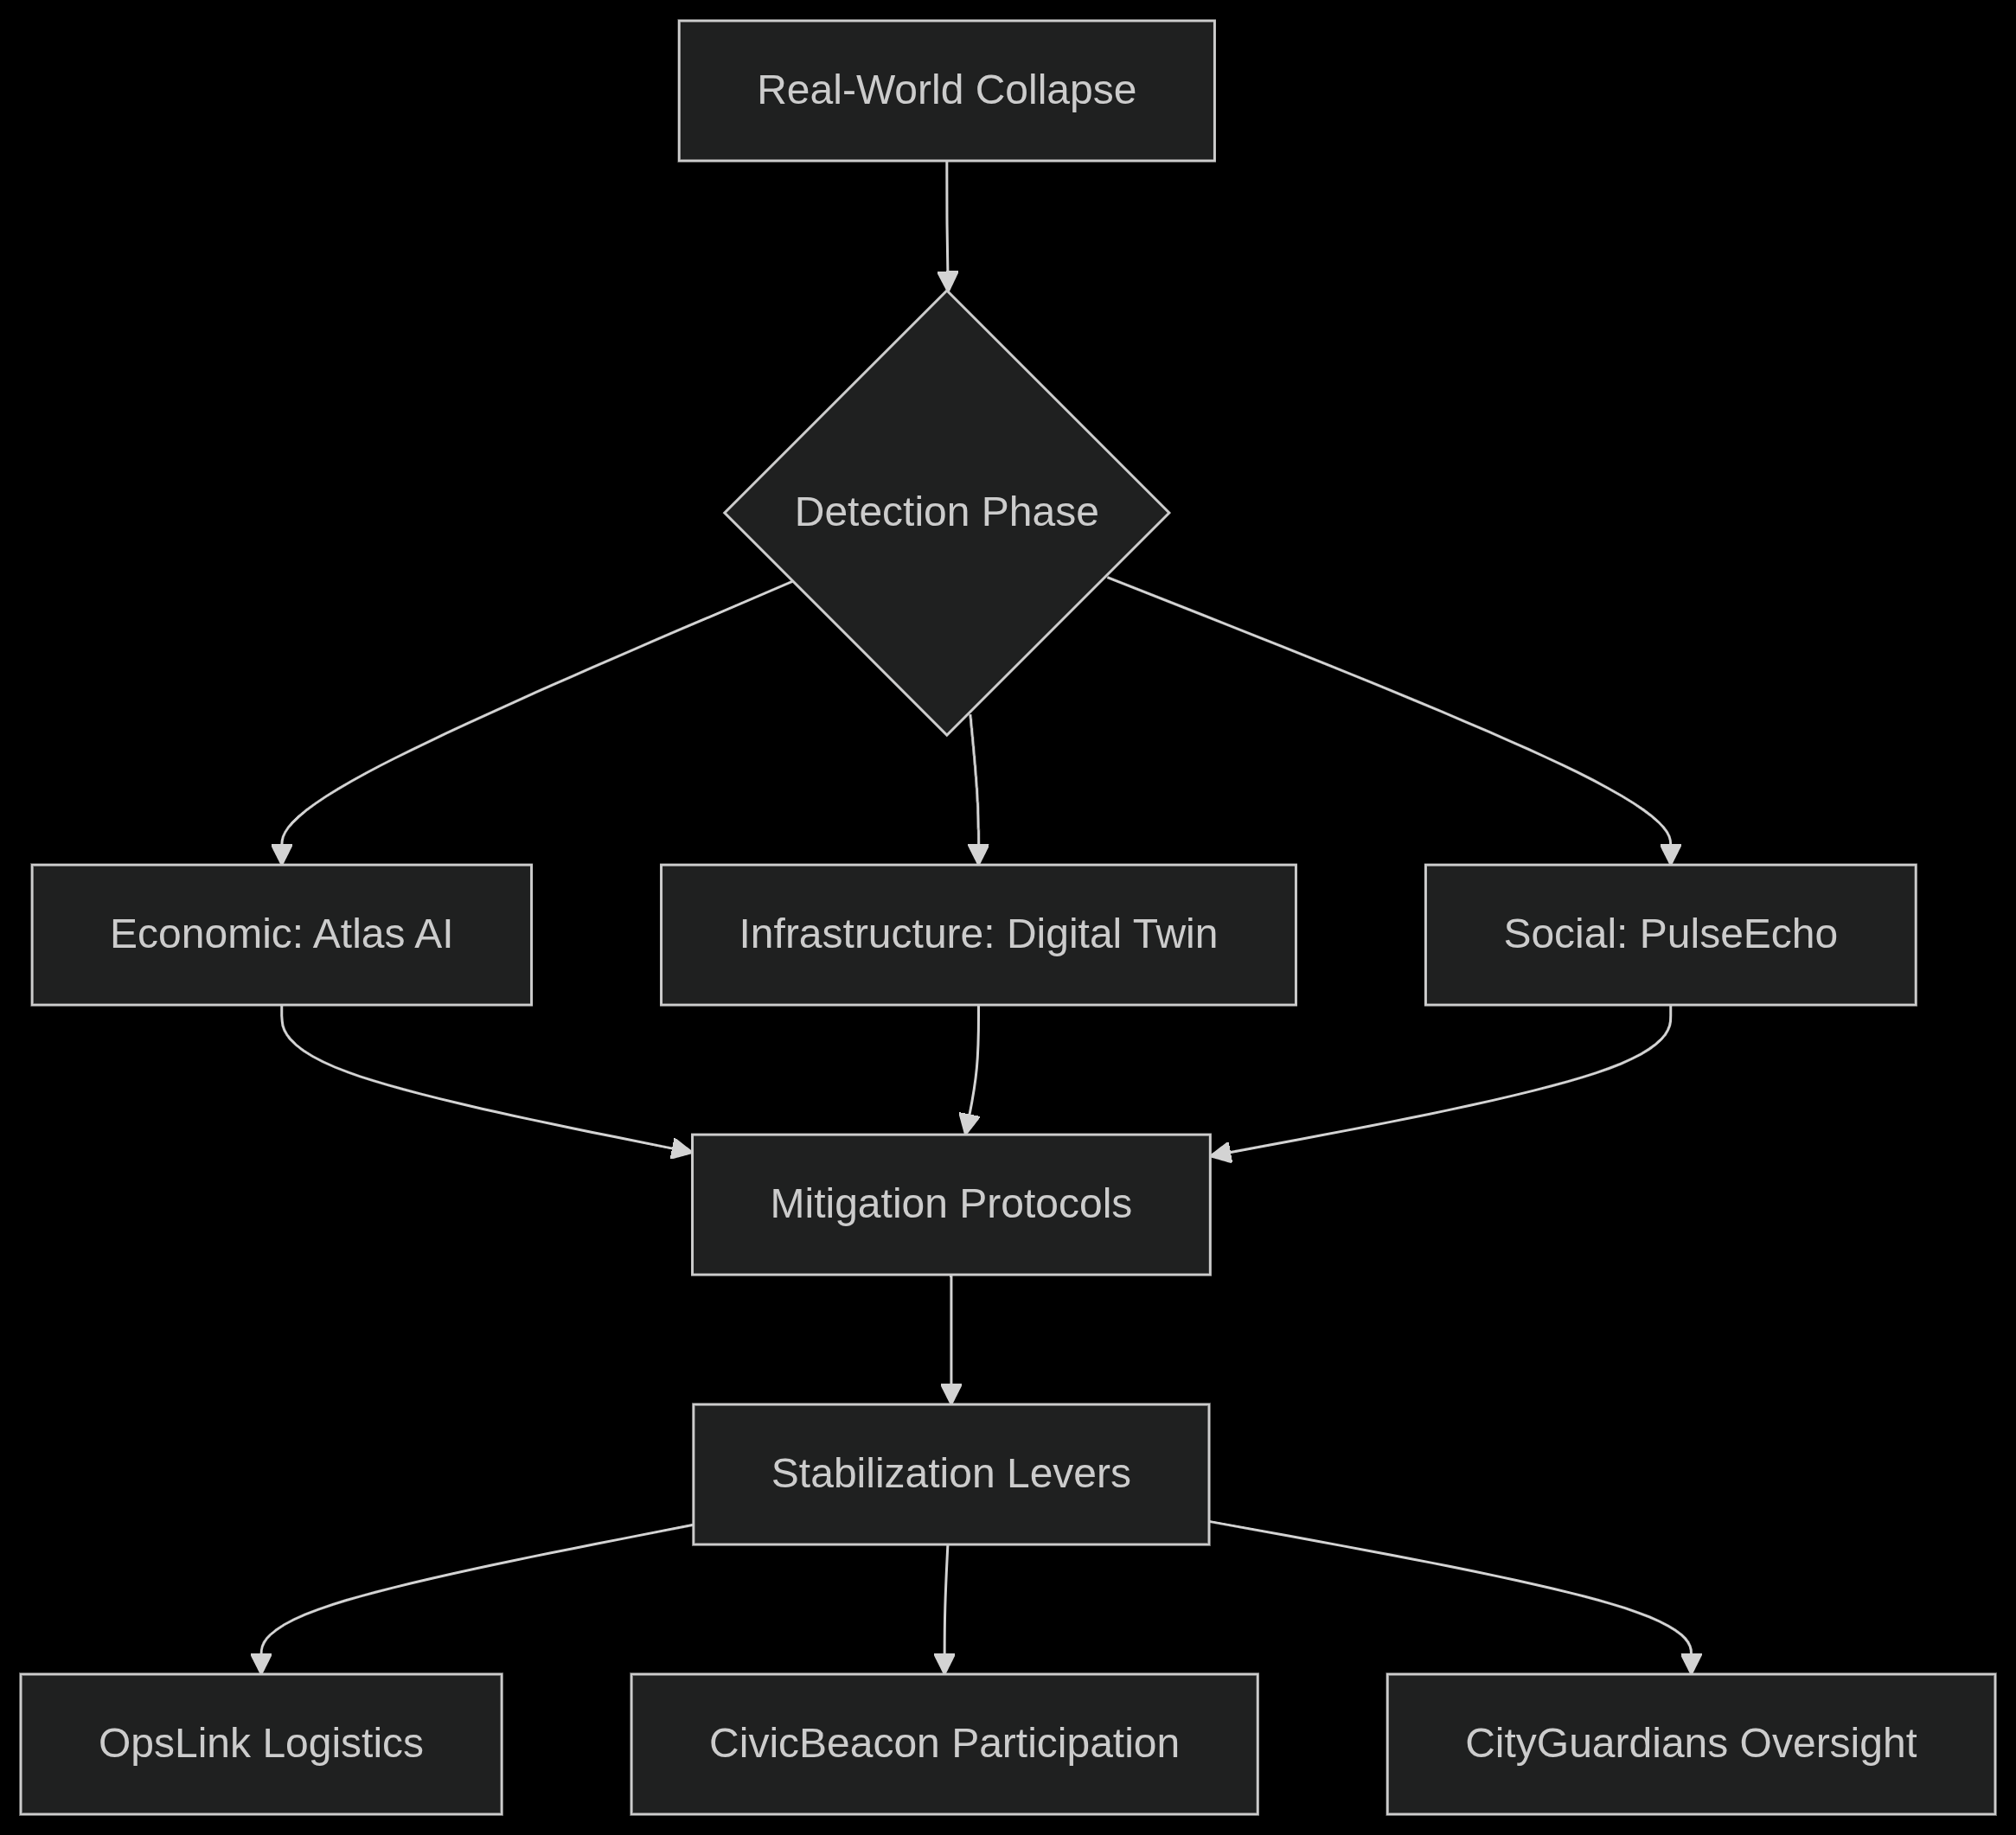 Real-World Collapse
Detection Phase
Economic: Atlas AI
Infrastructure: Digital Twin
Social: PulseEcho
Mitigation Protocols
Stabilization Levers
OpsLink Logistics
CivicBeacon Participation
CityGuardians Oversight